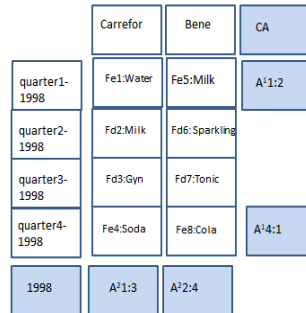 Carrefor Bene CA
quarter1-
1998 Fe1:Water Fe5:Milk A¹1:2
quarter2-
1998 Fd2:Milk Fd6:Sparkling
quarter3-
1998 Fd3:Gyn Fd7:Tonic
quarter4-
1998 Fe4:Soda Fe8:Cola A¹4:1
1998 A²1:3 A²2:4